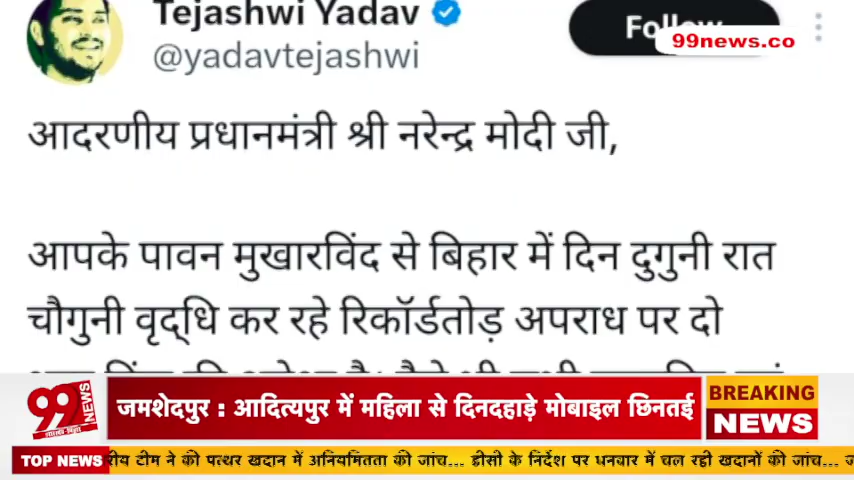 Tejashwi Yadav
Follow
99news.co
@yadavtejashwi
आदरणीय प्रधानमंत्री श्री नरेन्द्र मोदी जी,
आपके पावन मुखारविंद से बिहार में दिन दुगुनी रात
चौगुनी वृद्धि कर रहे रिकॉर्डतोड़ अपराध पर दो
99 NEWS
जमशेदपुर : आदित्यपुर में महिला से दिनदहाड़े मोबाइल छिनतई
BREAKING
NEWS
TOP NEWS
रीय टीम ने की पत्थर खदान में अनियमितता की जांच... डीसी के निर्देश पर धनवार में चल रही खदानों की जांच...